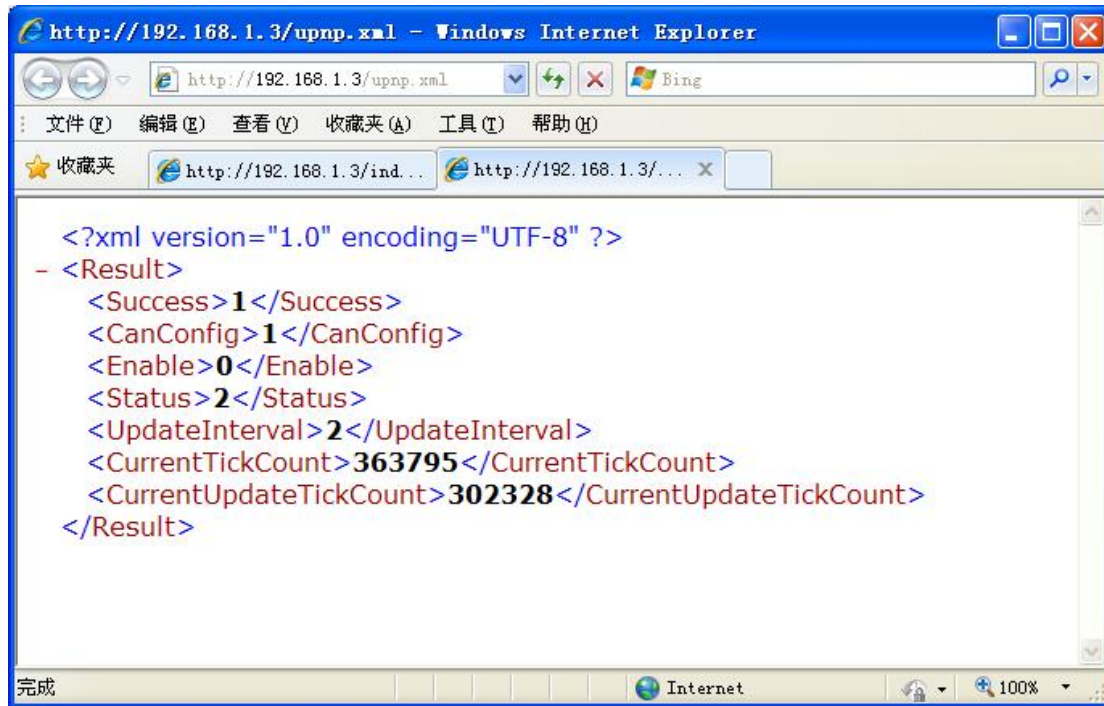 http://192.168.1.3/upnp.xml - Windows Internet Explorer
http://192.168.1.3/upnp.xml Bing
文件(F) 编辑(E) 查看(V) 收藏夹(A) 工具(T) 帮助(H)
收藏夹 http://192.168.1.3/ind... http://192.168.1.3/... X
<?xml version="1.0" encoding="UTF-8" ?>
- <Result>
<Success>1</Success>
<CanConfig>1</CanConfig>
<Enable>0</Enable>
<Status>2</Status>
<UpdateInterval>2</UpdateInterval>
<CurrentTickCount>363795</CurrentTickCount>
<CurrentUpdateTickCount>302328</CurrentUpdateTickCount>
</Result>
完成 Internet 100%